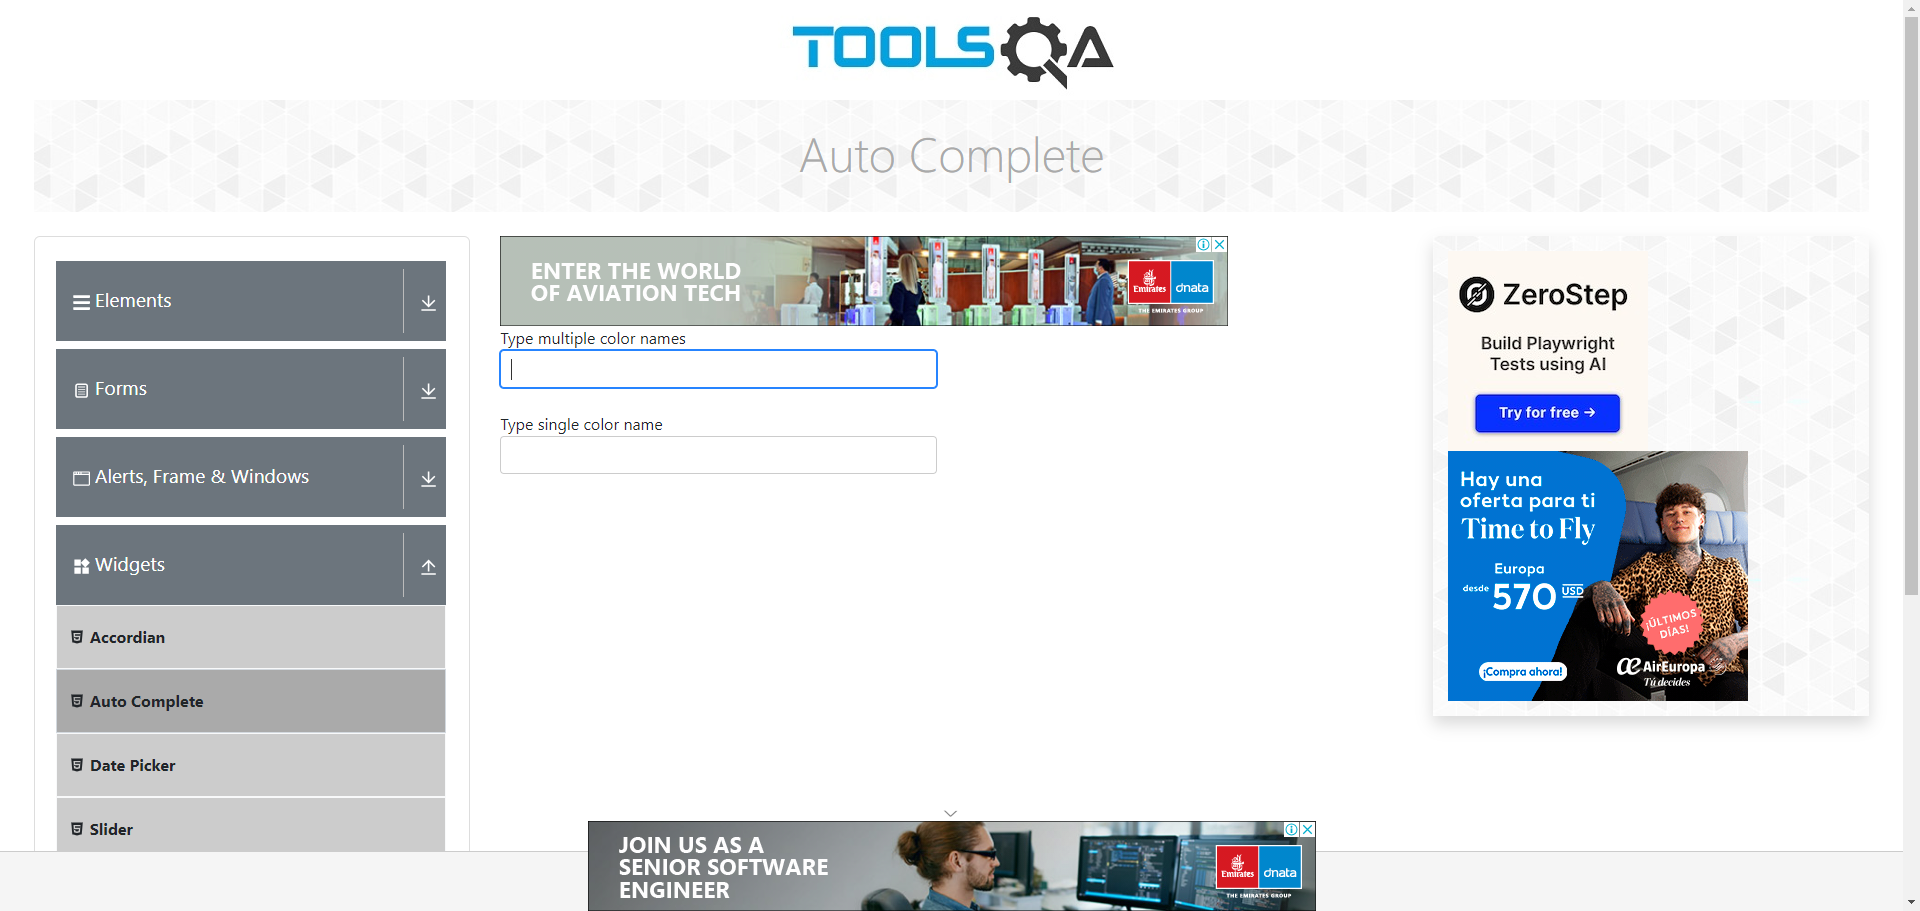 TOOLSQA
Auto Complete
Elements
Forms
Alerts, Frame & Windows
Widgets
Accordian
Auto Complete
Date Picker
Slider
ENTER THE WORLD
OF AVIATION TECH
Emirates
dnata
THE EMIRATES GROUP
Type multiple color names
Type single color name
ZeroStep
Build Playwright
Tests using AI
Try for free →
Hay una
oferta para ti
Time to Fly
Europa
desde 570 USD
¡ÚLTIMOS
DÍAS!
¡Compra ahora!
AirEuropa
Tú decides
JOIN US AS A
SENIOR SOFTWARE
ENGINEER
Emirates
dnata
THE EMIRATES GROUP